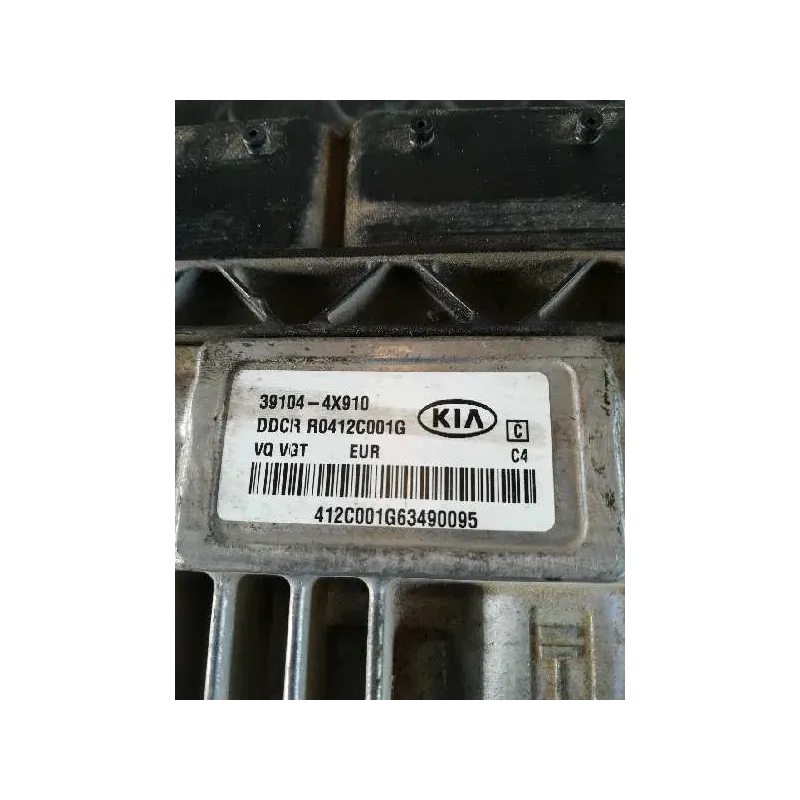 39104-4X910
KIA
DDCR R0412C001G
C
VQ VGT EUR C4
412C001G63490095